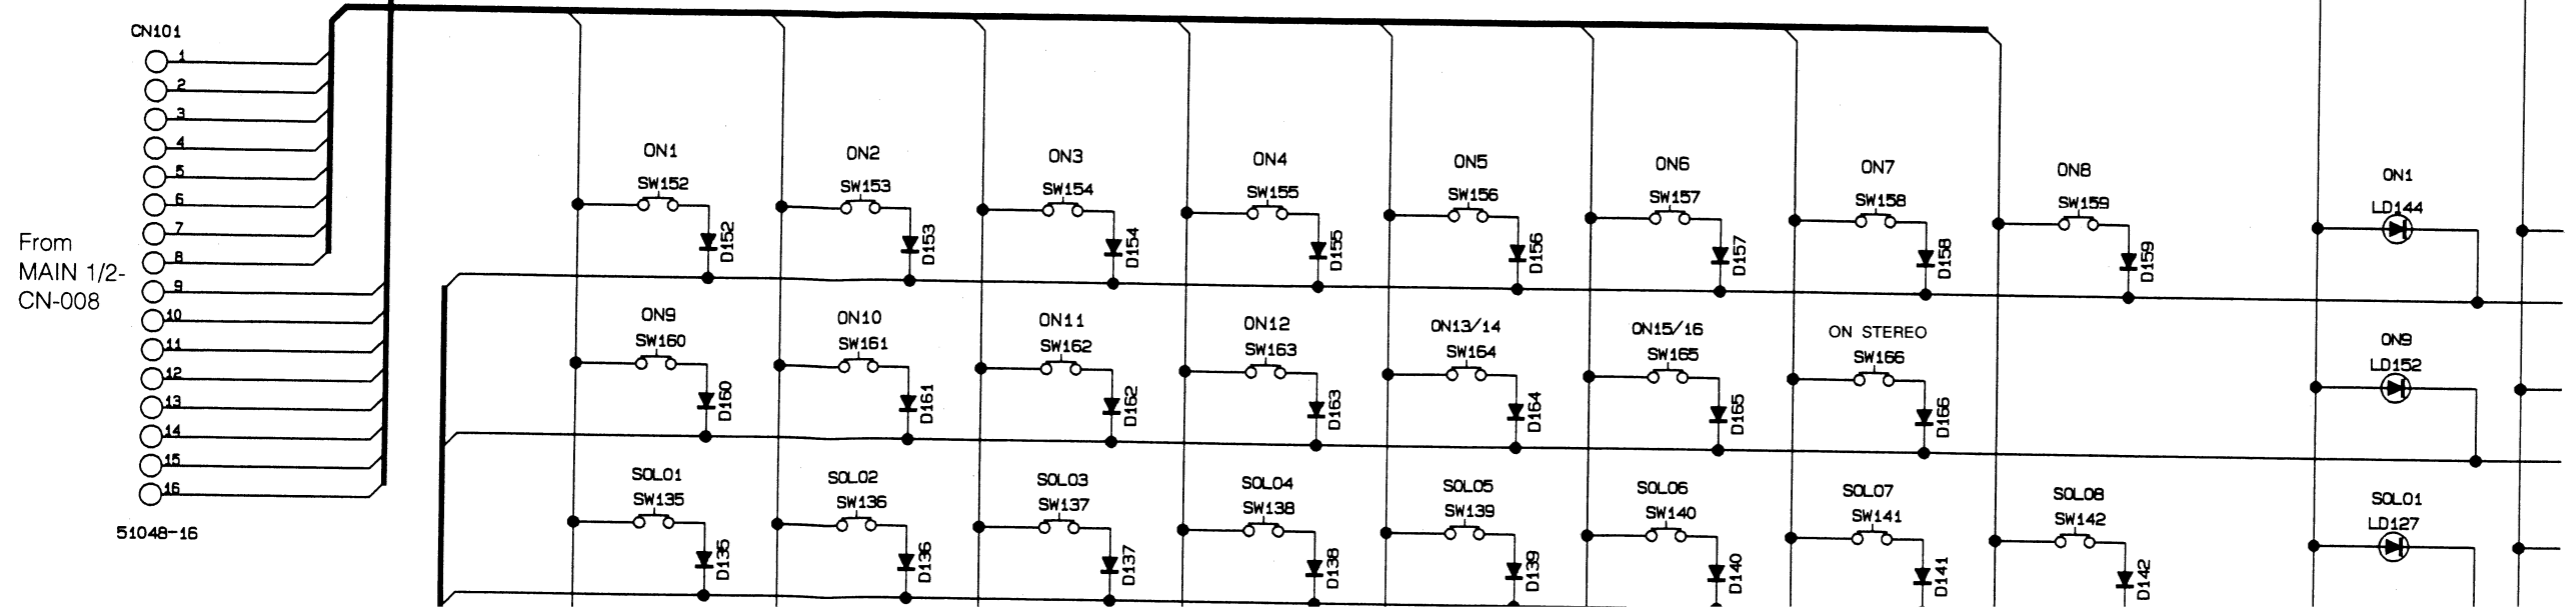 CN101
1
2
3
4
5
6
7
8
9
10
11
12
13
14
15
16
51048-16
From
MAIN 1/2-
CN-008
ON1
SW152
D152
ON2
SW153
D153
ON3
SW154
D154
ON4
SW155
D155
ON5
SW156
D156
ON6
SW157
D157
ON7
SW158
D158
ON8
SW159
D159
ON1
LD144
ON9
SW160
D160
ON10
SW161
D161
ON11
SW162
D162
ON12
SW163
D163
ON13/14
SW164
D164
ON15/16
SW165
D165
ON STEREO
SW166
D166
ON9
LD152
SOLO1
SW135
D135
SOLO2
SW136
D136
SOLO3
SW137
D137
SOLO4
SW138
D138
SOLO5
SW139
D139
SOLO6
SW140
D140
SOLO7
SW141
D141
SOLO8
SW142
D142
SOLO1
LD127